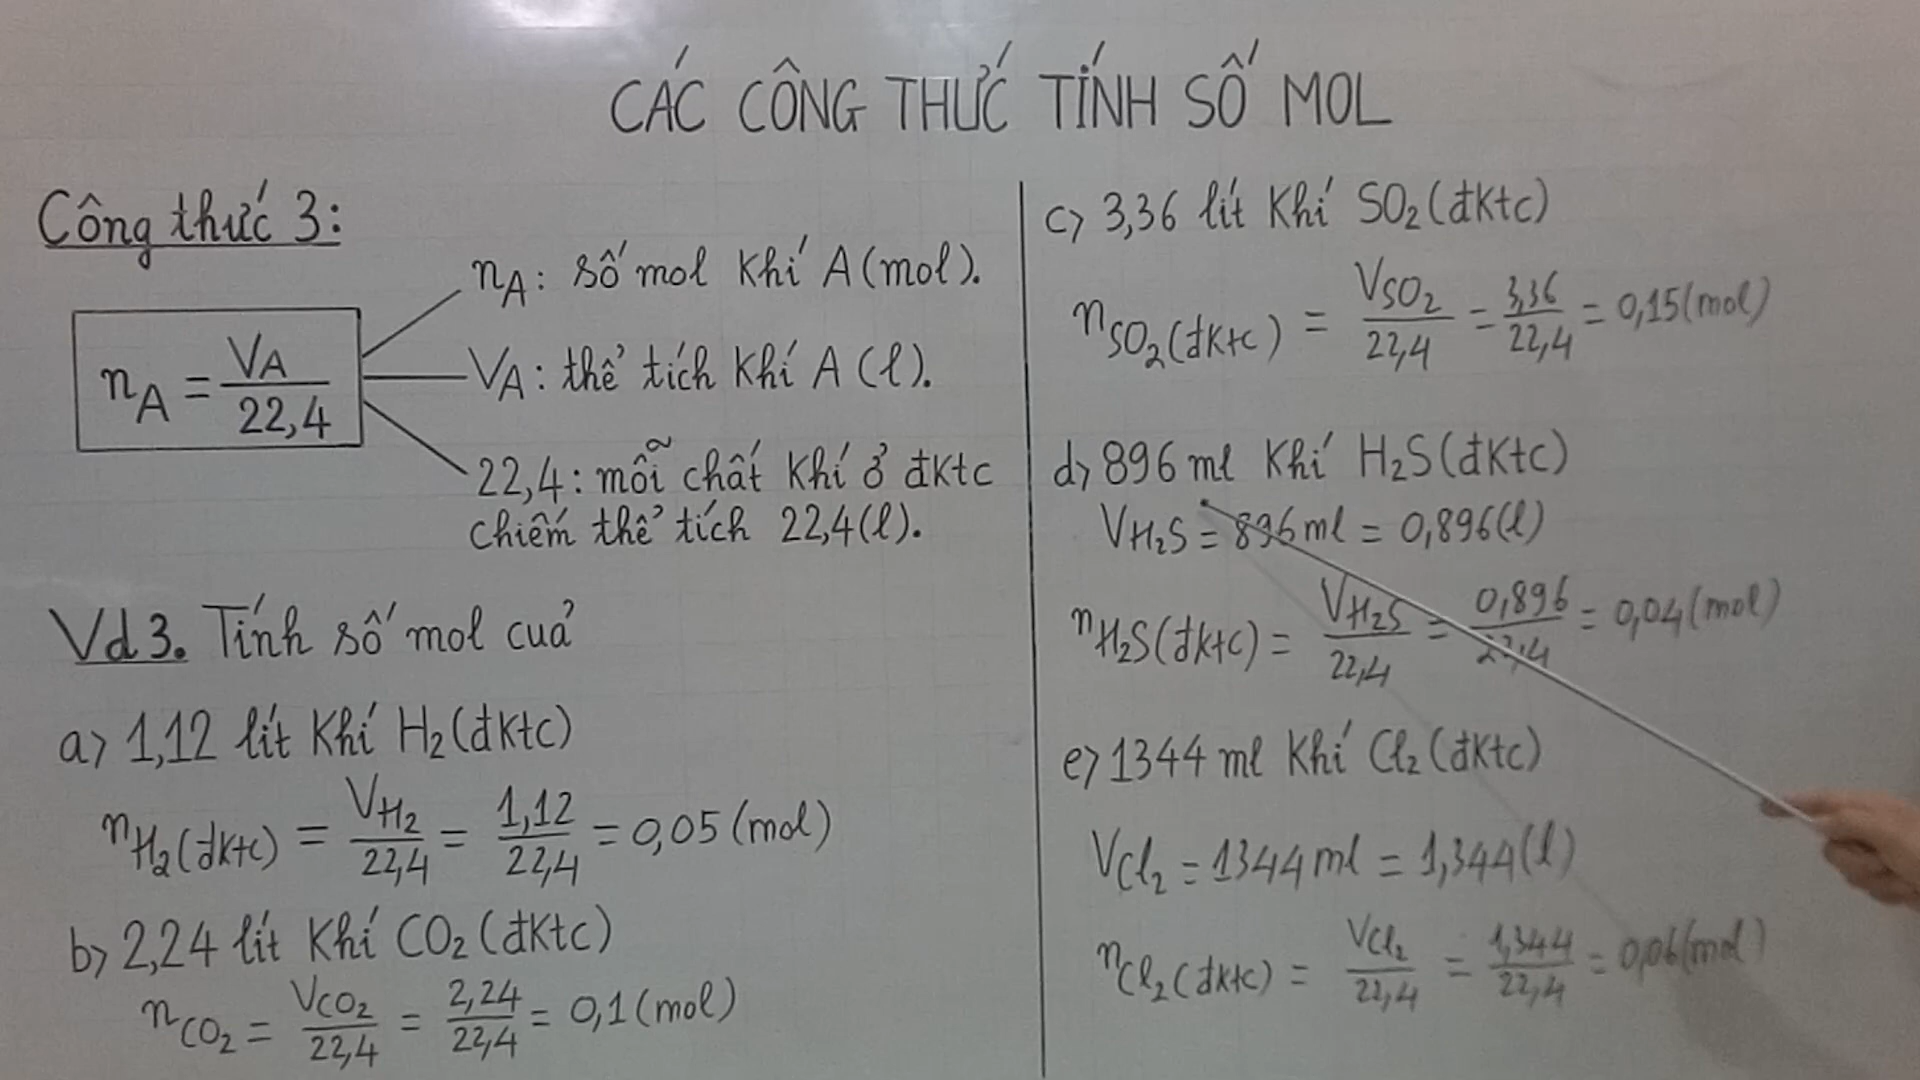 CÁC CÔNG THỨC TÍNH SỐ MOL
Công thức 3:
nA = VA/22,4
nA: số mol khí A (mol).
VA: thể tích khí A (l).
22,4: mỗi chất khí ở đktc
chiếm thể tích 22,4(l).
Vd3. Tính số mol của
a) 1,12 lít khí H2(đktc)
nH2(đktc) = VH2/22,4 = 1,12/22,4 = 0,05 (mol)
b) 2,24 lít khí CO2(đktc)
nCO2 = VCO2/22,4 = 2,24/22,4 = 0,1 (mol)
c) 3,36 lít khí SO2(đktc)
nSO2(đktc) = VSO2/22,4 = 3,36/22,4 = 0,15(mol)
d) 896 ml khí H2S(đktc)
VH2S = 896 ml = 0,896(l)
nH2S(đktc) = VH2S/22,4 = 0,896/22,4 = 0,04 (mol)
e) 1344 ml khí Cl2(đktc)
VCl2 = 1344 ml = 1,344(l)
nCl2(đktc) = VCl2/22,4 = 1,344/22,4 = 0,06(mol)